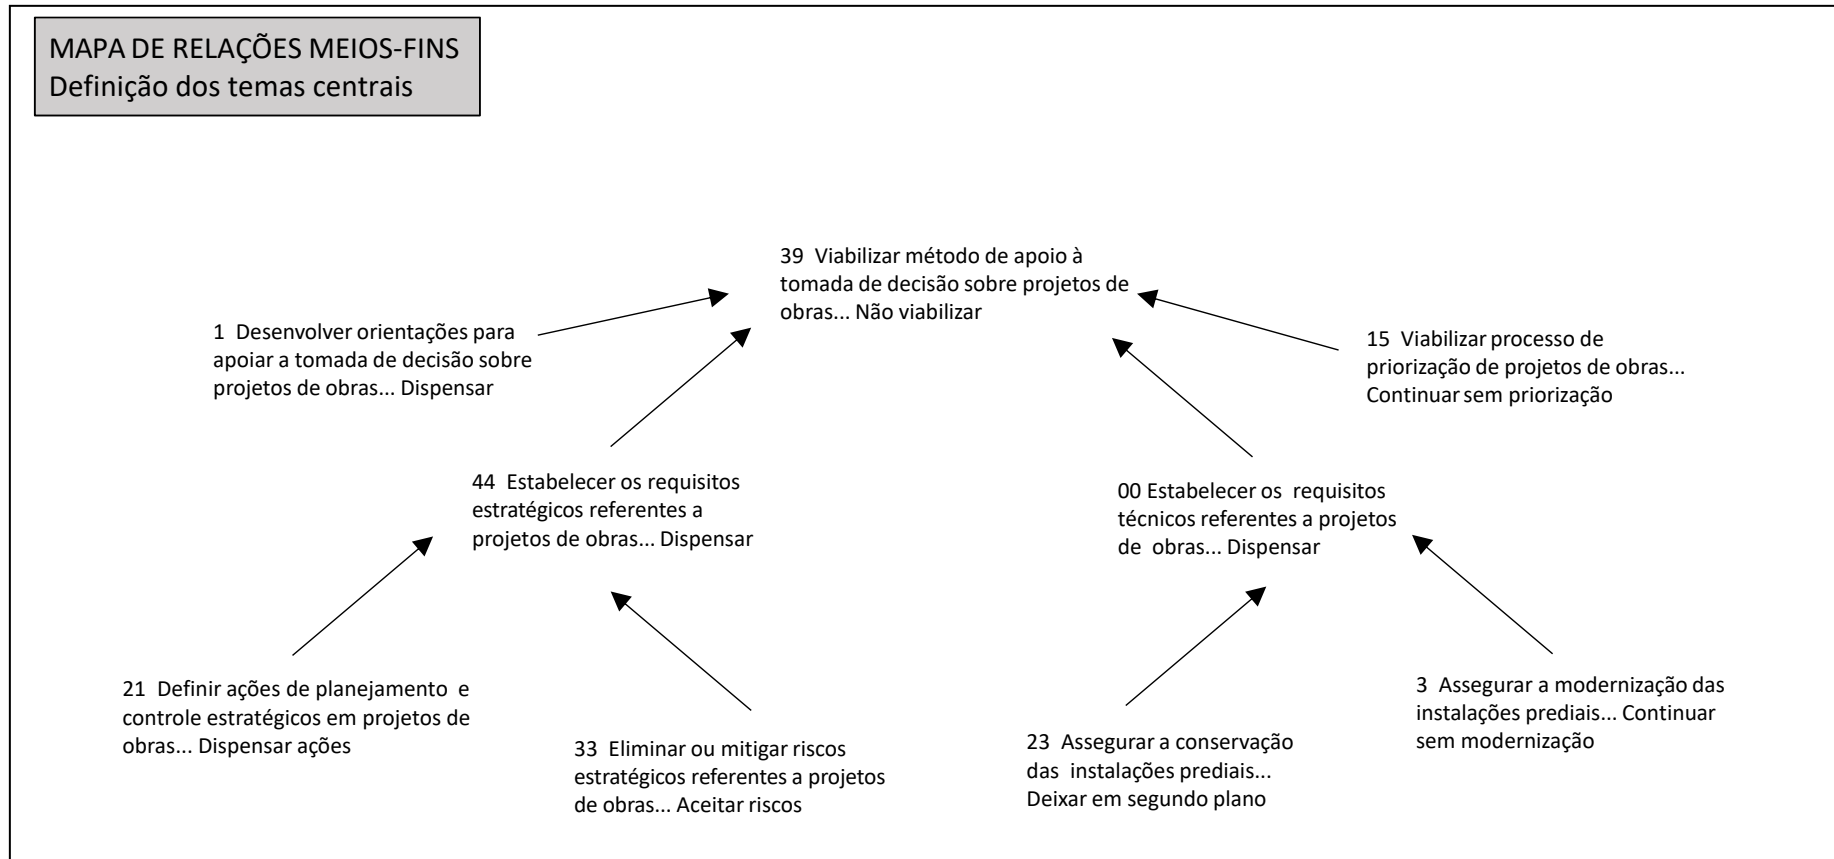 MAPA DE RELAÇÕES MEIOS-FINS
Definição dos temas centrais
39 Viabilizar método de apoio à
tomada de decisão sobre projetos de
obras... Não viabilizar
1 Desenvolver orientações para
apoiar a tomada de decisão sobre
projetos de obras... Dispensar
15 Viabilizar processo de
priorização de projetos de obras...
Continuar sem priorização
44 Estabelecer os requisitos
estratégicos referentes a
projetos de obras... Dispensar
00 Estabelecer os requisitos
técnicos referentes a projetos
de obras... Dispensar
21 Definir ações de planejamento e
controle estratégicos em projetos de
obras... Dispensar ações
33 Eliminar ou mitigar riscos
estratégicos referentes a projetos
de obras... Aceitar riscos
23 Assegurar a conservação
das instalações prediais...
Deixar em segundo plano
3 Assegurar a modernização das
instalações prediais... Continuar
sem modernização